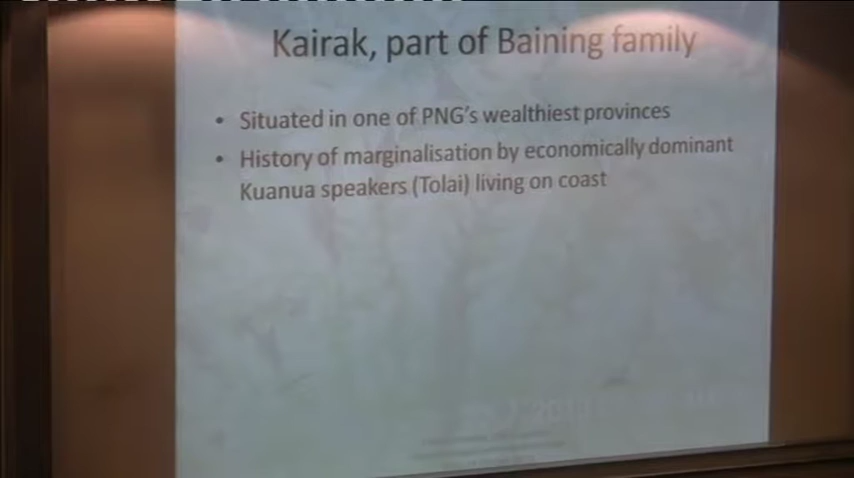 Kairak, part of Baining family
• Situated in one of PNG's wealthiest provinces
• History of marginalisation by economically dominant
Kuanua speakers (Tolai) living on coast